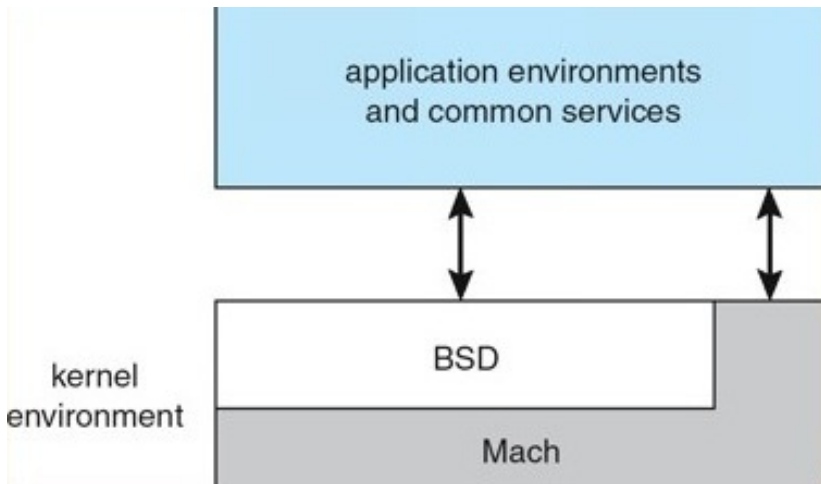 application environments
and common services
BSD
kernel
environment
Mach